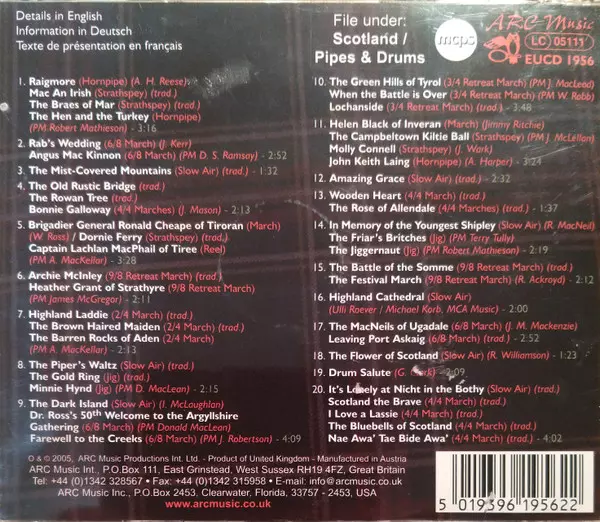 Details in English
Information in Deutsch
Texte de présentation en français
File under:
Scotland /
Pipes & Drums
mcps
ARC Music
LC 05111
EUCD 1956
1. Raigmore (Hornpipe) (A. H. Reese)
Mac An Irish (Strathspey) (trad.)
The Braes of Mar (Strathspey) (trad.)
The Hen and the Turkey (Hornpipe)
(PM Robert Mathieson) - 3:16
2. Rab's Wedding (6/8 March) (J. Kerr)
Angus Mac Kinnon (6/8 March) (PM D. S. Ramsay) - 2:52
3. The Mist-Covered Mountains (Slow Air) (trad.) - 1:32
4. The Old Rustic Bridge (trad.)
The Rowan Tree (trad.)
Bonnie Galloway (4/4 Marches) (J. Mason) - 2:13
5. Brigadier General Ronald Cheape of Tiroran (March)
(W. Ross) / Dornie Ferry (Strathspey) (trad.)
Captain Lachlan MacPhail of Tiree (Reel)
(PM A. MacKellar) - 3:28
6. Archie McInley (9/8 Retreat March) (trad.)
Heather Grant of Strathyre (9/8 Retreat March)
(PM James McGregor) - 2:11
7. Highland Laddie (2/4 March) (trad.)
The Brown Haired Maiden (2/4 March) (trad.)
The Barren Rocks of Aden (2/4 March)
(PM A. MacKellar) - 2:13
8. The Piper's Waltz (Slow Air) (trad.)
The Gold Ring (Jig) (trad.)
Minnie Hynd (Jig) (PM D. MacLean) - 2:15
9. The Dark Island (Slow Air) (I. McLoughlan)
Dr. Ross's 50th Welcome to the Argyllshire
Gathering (6/8 March) (PM Donald MacLean)
Farewell to the Creeks (6/8 March) (PM J. Robertson) - 4:09
10. The Green Hills of Tyrol (3/4 Retreat March) (PM J. MacLeod)
When the Battle is Over (3/4 Retreat March) (PM W. Robb)
Lochanside (3/4 Retreat March) (trad.) - 3:48
11. Helen Black of Inveran (March) (Jimmy Ritchie)
The Campbeltown Kiltie Ball (Strathspey) (PM J. McLellan)
Molly Connell (Strathspey) (J. Wark)
John Keith Laing (Hornpipe) (A. Harper) - 3:24
12. Amazing Grace (Slow Air) (trad.) - 2:32
13. Wooden Heart (4/4 March) (trad.)
The Rose of Allendale (4/4 Marches) (trad.) - 1:37
14. In Memory of the Youngest Shipley (Slow Air) (R. MacNeil)
The Friar's Britches (Jig) (PM Terry Tully)
The Jiggernaut (Jig) (PM Robert Mathieson) - 2:19
15. The Battle of the Somme (9/8 Retreat March) (trad.)
The Festival March (9/8 Retreat March) (R. Ackroyd) - 2:12
16. Highland Cathedral (Slow Air)
(Ulli Roever / Michael Korb, MCA Music) - 2:00
17. The MacNeils of Ugadale (6/8 March) (J. M. Mackenzie)
Leaving Port Askaig (6/8 March) (trad.) - 2:52
18. The Flower of Scotland (Slow Air) (R. Williamson) - 1:23
19. Drum Salute (G. 2:09
20. It's Lonely at Nicht in the Bothy (Slow Air) (trad.)
Scotland the Brave (4/4 March) (trad.)
I Love a Lassie (4/4 March) (trad.)
The Bluebells of Scotland (4/4 March) (trad.)
Nae Awa' Tae Bide Awa' (4/4 March) (trad.) - 4:02
℗ & © 2005, ARC Music Productions Int. Ltd. - Product of United Kingdom - Manufactured in Austria
ARC Music Int., P.O.Box 111, East Grinstead, West Sussex RH19 4FZ, Great Britain
Tel: +44 (0)1342 328567 • Fax: +44 (0)1342 315958 • E-mail: info@arcmusic.co.uk
ARC Music Inc., P.O.Box 2453, Clearwater, Florida, 33757 - 2453, U.S.A.
www.arcmusic.co.uk
5 019396 195622